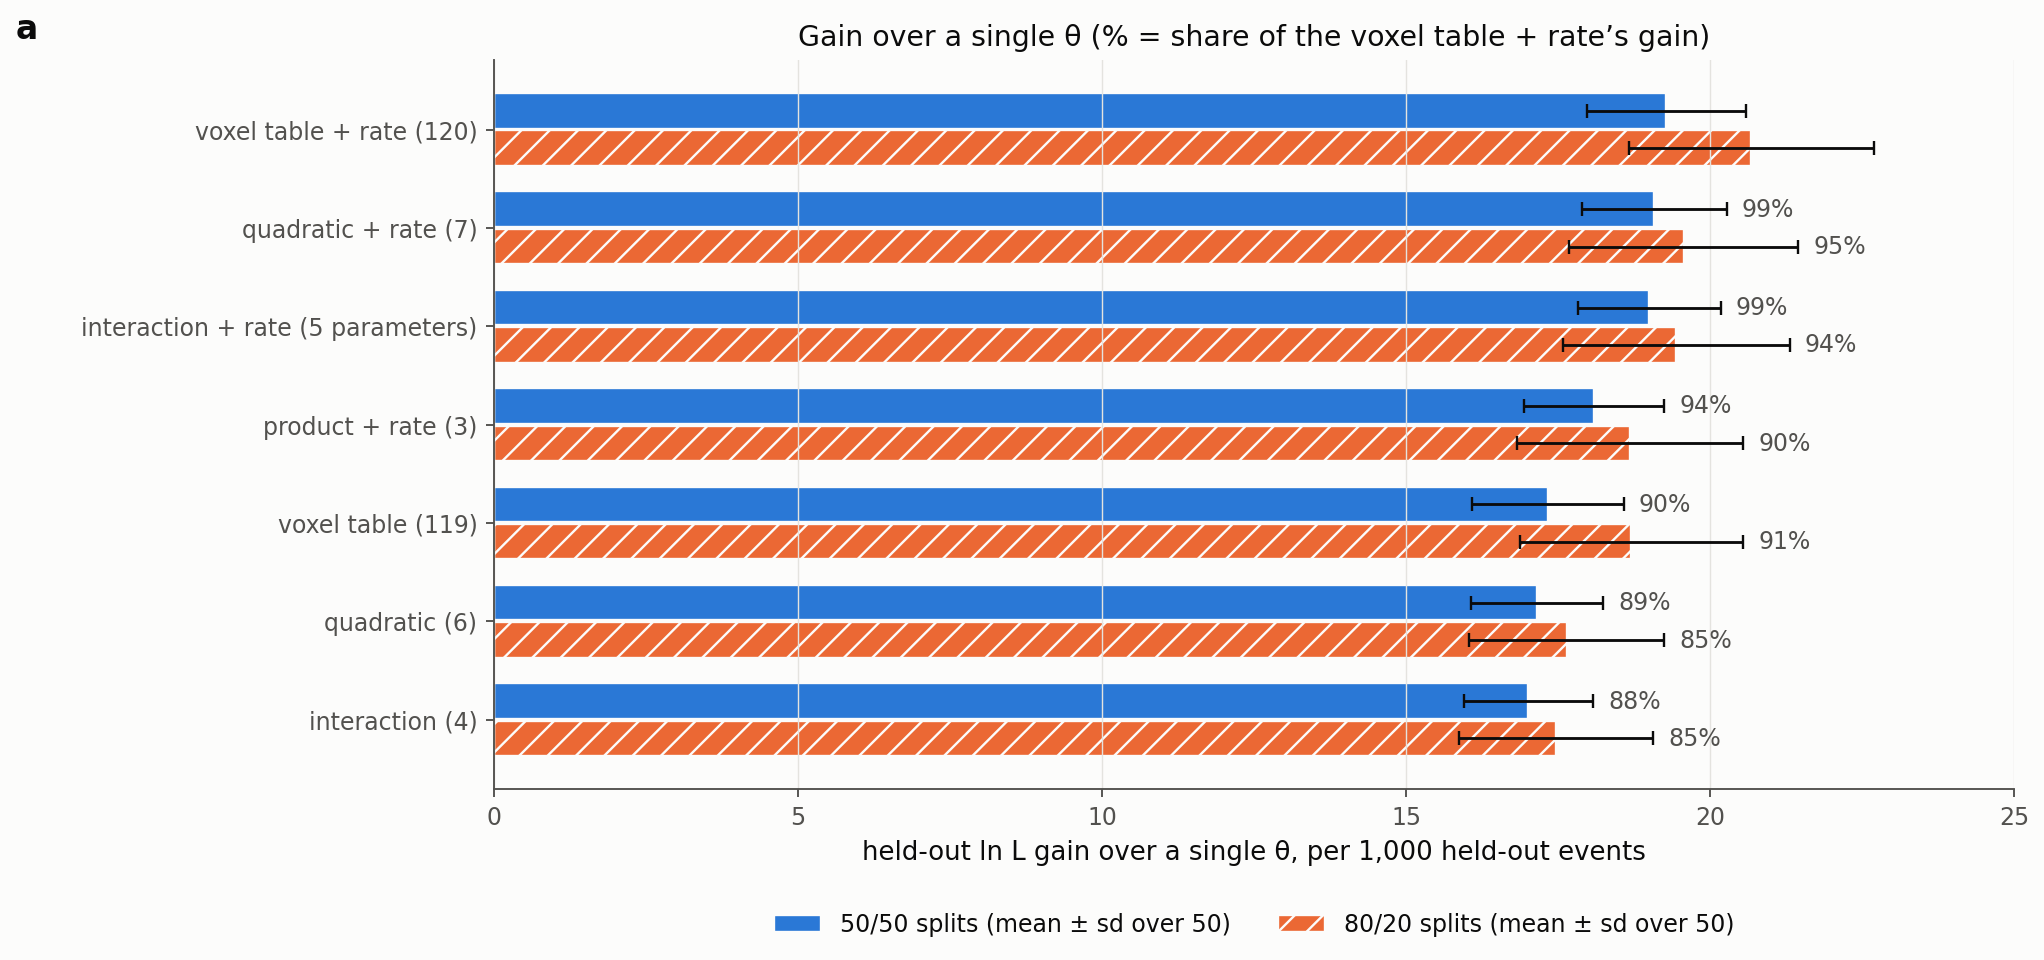 a
Gain over a single θ (% = share of the voxel table + rate’s gain)
voxel table + rate (120)
quadratic + rate (7)
99%
95%
interaction + rate (5 parameters)
99%
94%
product + rate (3)
94%
90%
voxel table (119)
90%
91%
quadratic (6)
89%
85%
interaction (4)
88%
85%
0 5 10 15 20 25
held-out ln L gain over a single θ, per 1,000 held-out events
50/50 splits (mean ± sd over 50) 80/20 splits (mean ± sd over 50)